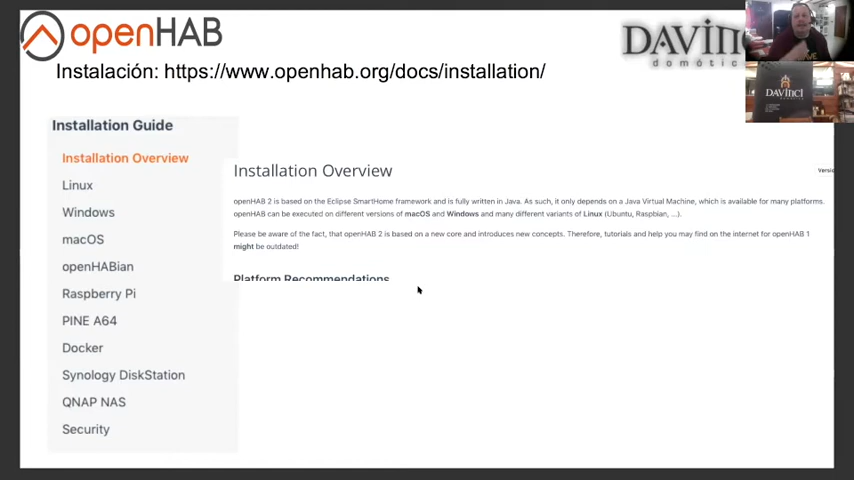 openHAB
DAVINC
domótic
Instalación: https://www.openhab.org/docs/installation/
DAVINCI
Installation Guide
Installation Overview
Linux
Windows
macOS
openHABian
Raspberry Pi
PINE A64
Docker
Synology DiskStation
QNAP NAS
Security
Installation Overview
Versio
openHAB 2 is based on the Eclipse SmartHome framework and is fully written in Java. As such, it only depends on a Java Virtual Machine, which is available for many platforms.
openHAB can be executed on different versions of macOS and Windows and many different variants of Linux (Ubuntu, Raspbian, ...).
Please be aware of the fact, that openHAB 2 is based on a new core and introduces new concepts. Therefore, tutorials and help you may find on the internet for openHAB 1
might be outdated!
Platform Recommendations